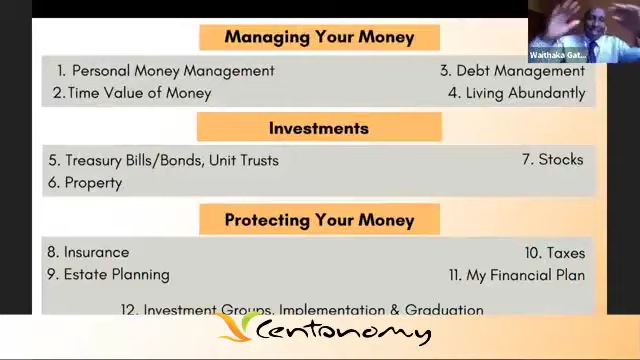 Managing Your Money
1. Personal Money Management
3. Debt Management
2. Time Value of Money
4. Living Abundantly
Investments
5. Treasury Bills/Bonds, Unit Trusts
7. Stocks
6. Property
Protecting Your Money
8. Insurance
10. Taxes
9. Estate Planning
11. My Financial Plan
12. Investment Groups, Implementation & Graduation
Centonomy
Waithaka Gat...